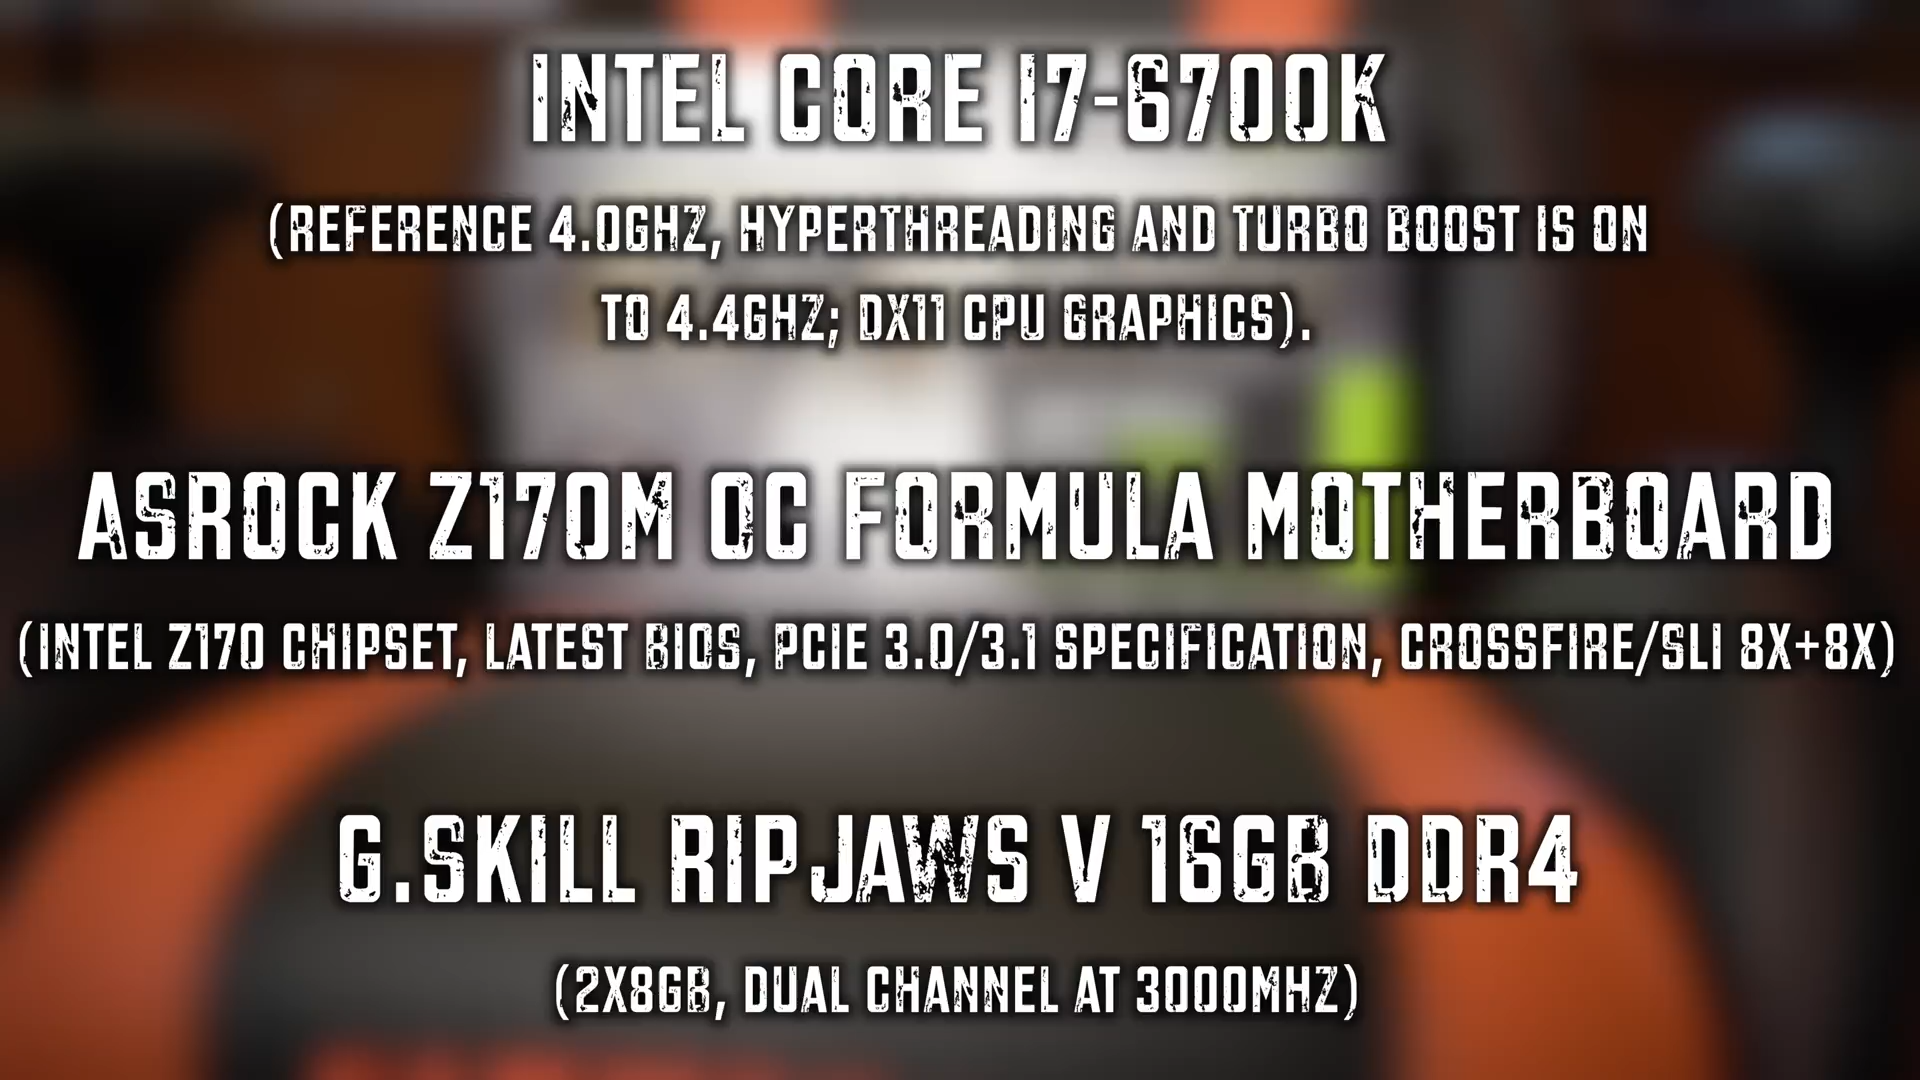 INTEL CORE I7-6700K
(REFERENCE 4.0GHZ, HYPERTHREADING AND TURBO BOOST IS ON
TO 4.4GHZ; DX11 CPU GRAPHICS).
ASROCK Z170M OC FORMULA MOTHERBOARD
(INTEL Z170 CHIPSET, LATEST BIOS, PCIE 3.0/3.1 SPECIFICATION, CROSSFIRE/SLI 8X+8X)
G.SKILL RIPJAWS V 16GB DDR4
(2X8GB, DUAL CHANNEL AT 3000MHZ)